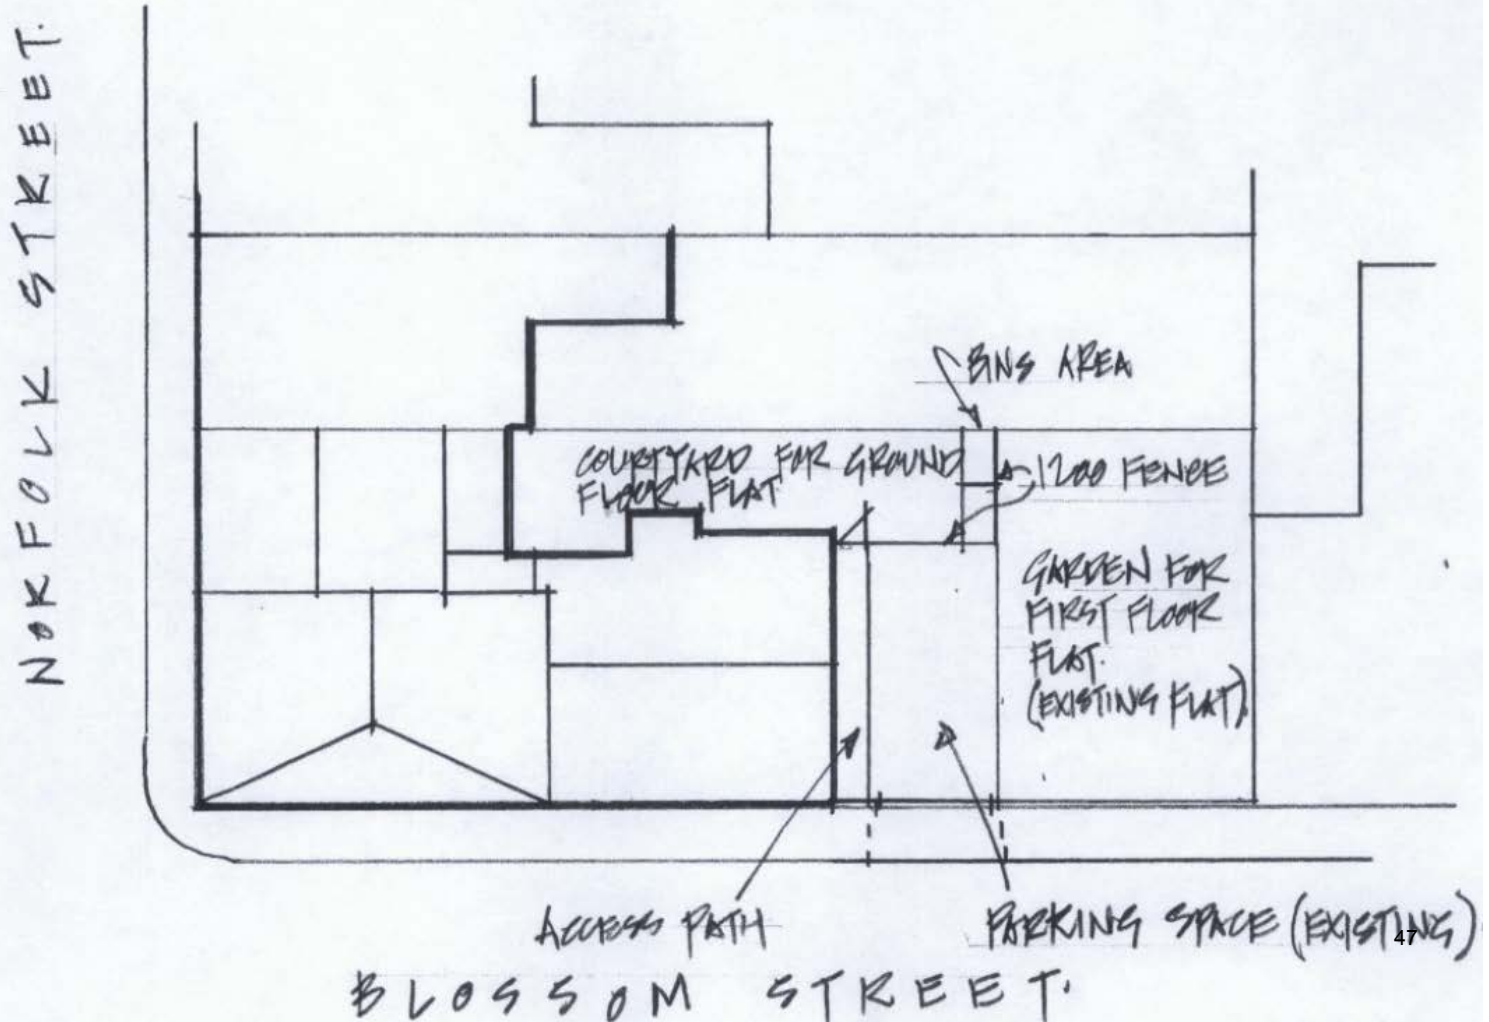 NORFOLK STREET.
BINS AREA
COURTYARD FOR GROUND
FLOOR FLAT
1200 FENCE
GARDEN FOR
FIRST FLOOR
FLAT.
(EXISTING FLAT)
ACCESS PATH
PARKING SPACE (EXISTING)
47
BLOSSOM STREET.